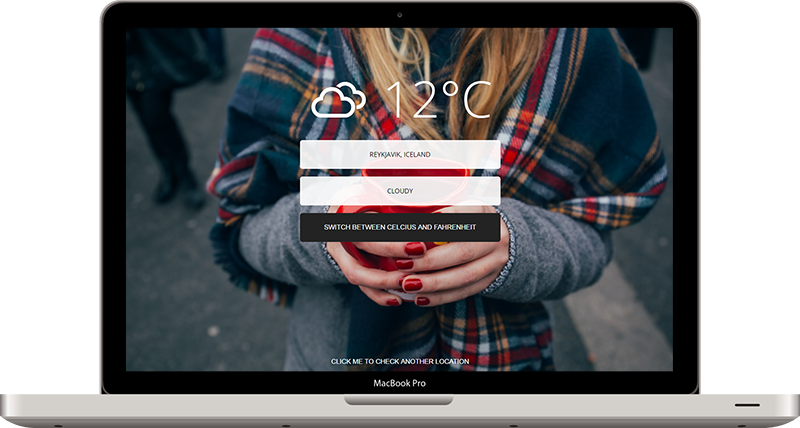 12°C
REYKJAVIK, ICELAND
CLOUDY
SWITCH BETWEEN CELCIUS AND FAHRENHEIT
CLICK ME TO CHECK ANOTHER LOCATION
MacBook Pro